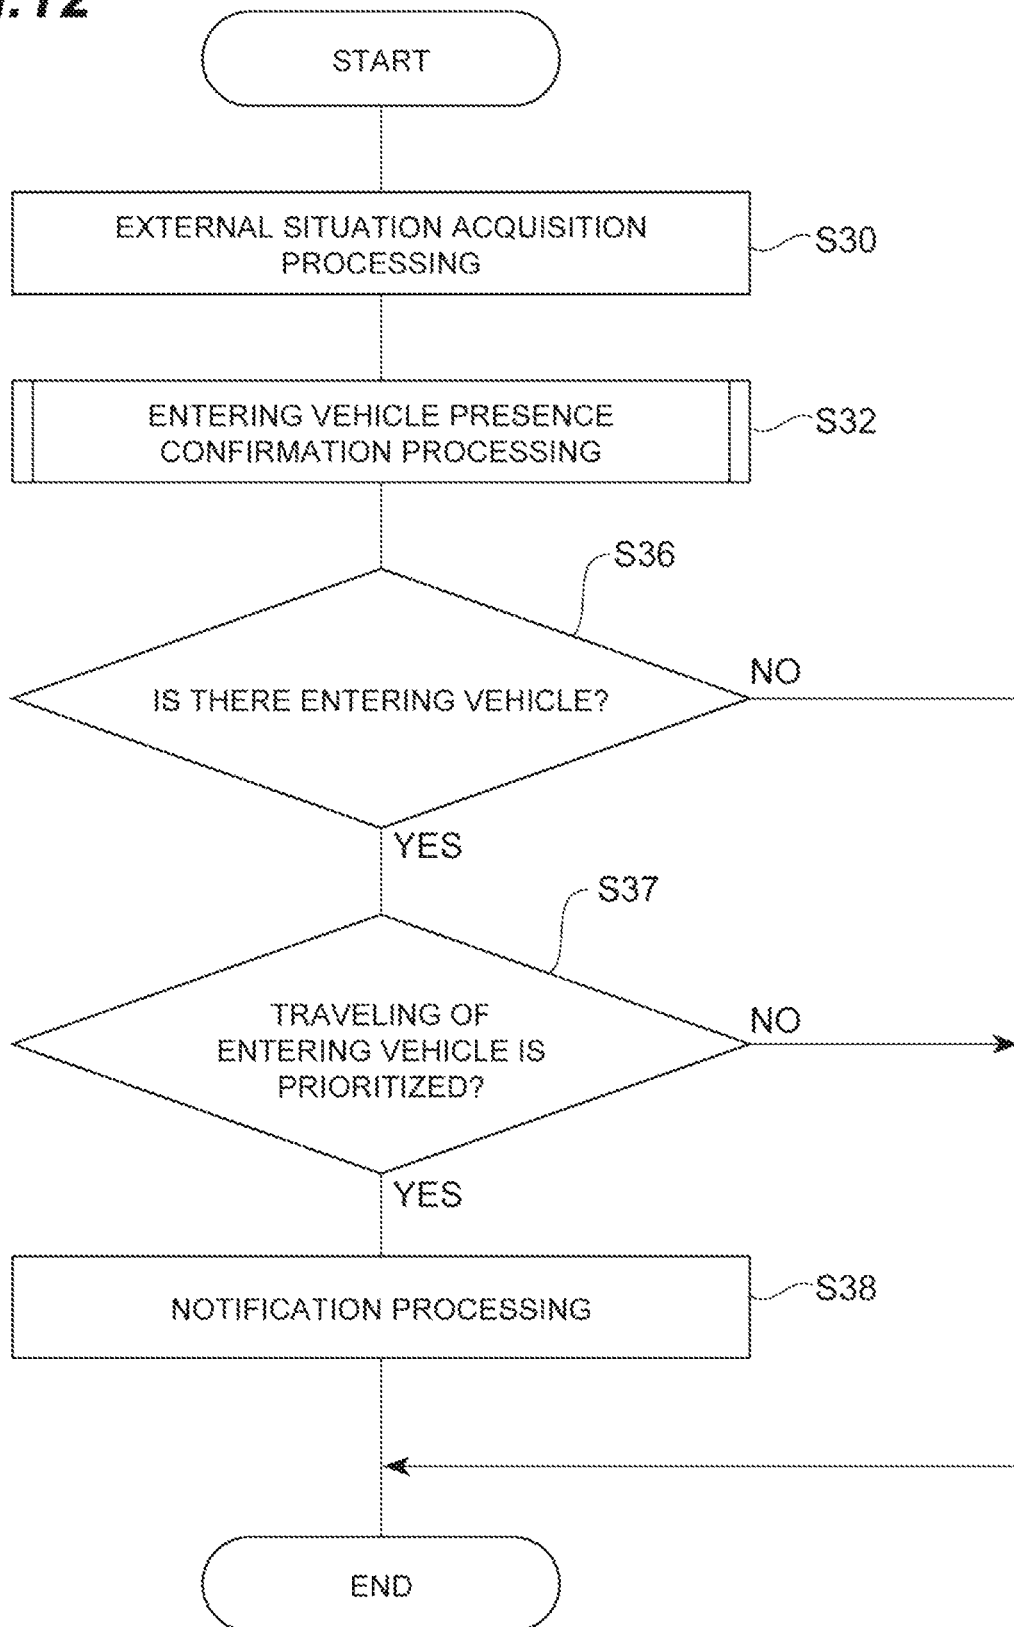 START
EXTERNAL SITUATION ACQUISITION
PROCESSING
S30
ENTERING VEHICLE PRESENCE
CONFIRMATION PROCESSING
S32
S36
IS THERE ENTERING VEHICLE?
NO
YES
S37
TRAVELING OF
ENTERING VEHICLE IS
PRIORITIZED?
NO
YES
NOTIFICATION PROCESSING
S38
END